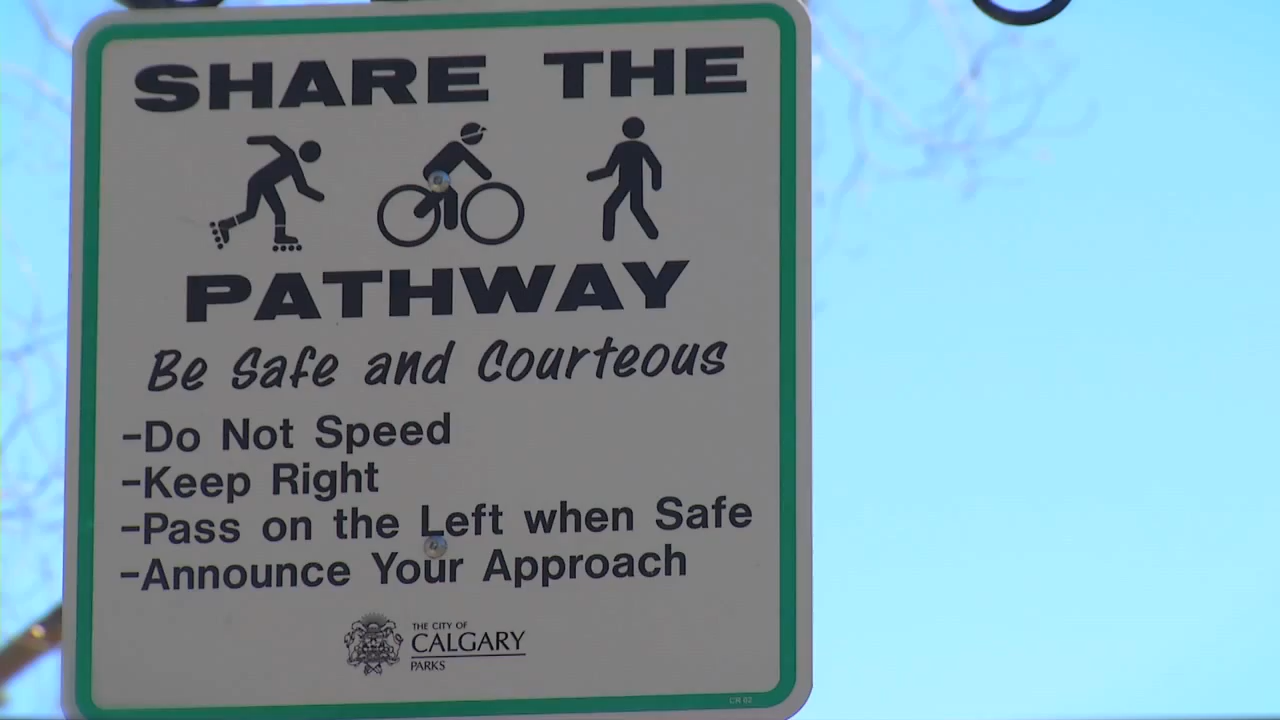 SHARE THE
PATHWAY
Be Safe and Courteous
-Do Not Speed
-Keep Right
-Pass on the Left when Safe
-Announce Your Approach
THE CITY OF
CALGARY
PARKS